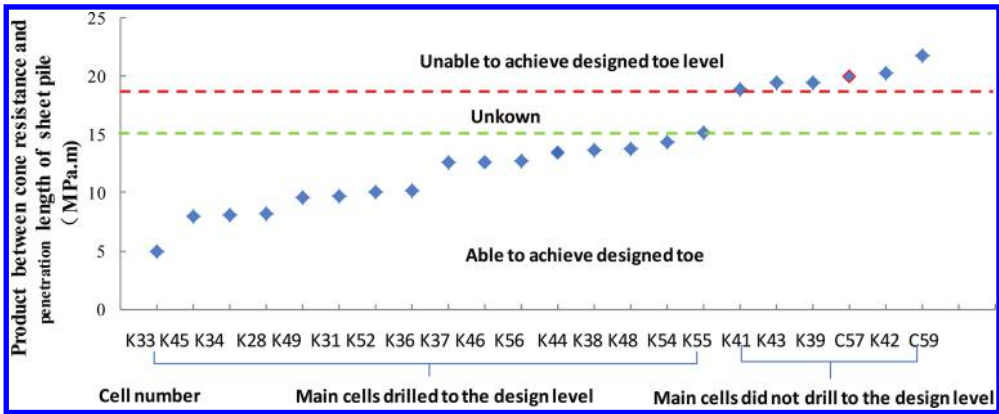 Product between cone resistance and
penetration length of sheet pile
（MPa.m）
25
20
15
10
5
0
Unable to achieve designed toe level
Unkown
Able to achieve designed toe
K33 K45 K34 K28 K49 K31 K52 K36 K37 K46 K56 K44 K38 K48 K54 K55 K41 K43 K39 C57 K42 C59
Cell number
Main cells drilled to the design level
Main cells did not drill to the design level